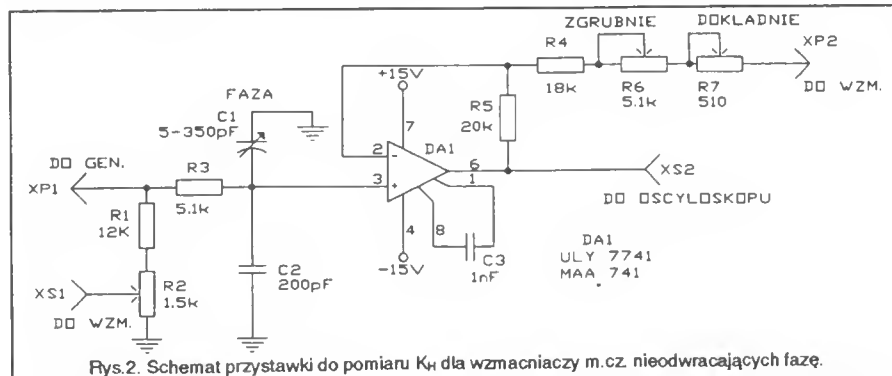 ZGRUBNIE
DOKŁADNIE
R4
XP2
+15V
18k
R6
5.1k
R7
510
DO WZM.
FAZA
C1
5-350pF
R5
20k
7
2
DA1
DO GEN.
R3
6
XP1
3
1
XS2
5.1k
DO OSCYLOSKOPU
R1
12K
4
8
DA1
ULY 7741
MAA 741
C3
C2
-15V
1nF
XS1
R2
200pF
1.5k
DO WZM.
Rys.2. Schemat przystawki do pomiaru KH dla wzmacniaczy m.cz. nieodwracających fazę.